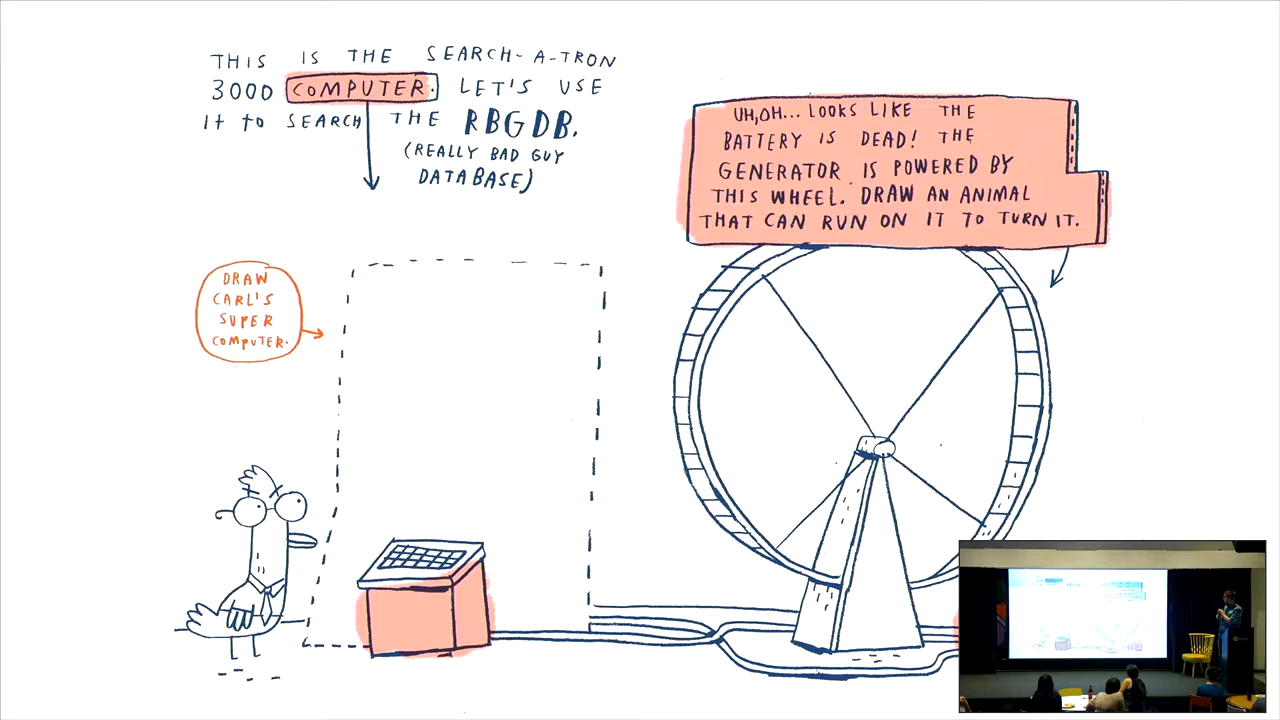 THIS IS THE SEARCH-A-TRON
3000 COMPUTER. LET'S USE
It to SEARCH THE RBGDB.
(REALLY BAD GUY
DATABASE)
UH, OH... LOOKS LIKE THE
BATTERY IS DEAD! THE
GENERATOR IS POWERED BY
THIS WHEEL. DRAW AN ANIMAL
THAT CAN RUN ON IT TO TURN IT.
DRAW
CARL'S
SUPER
COMPUTER.